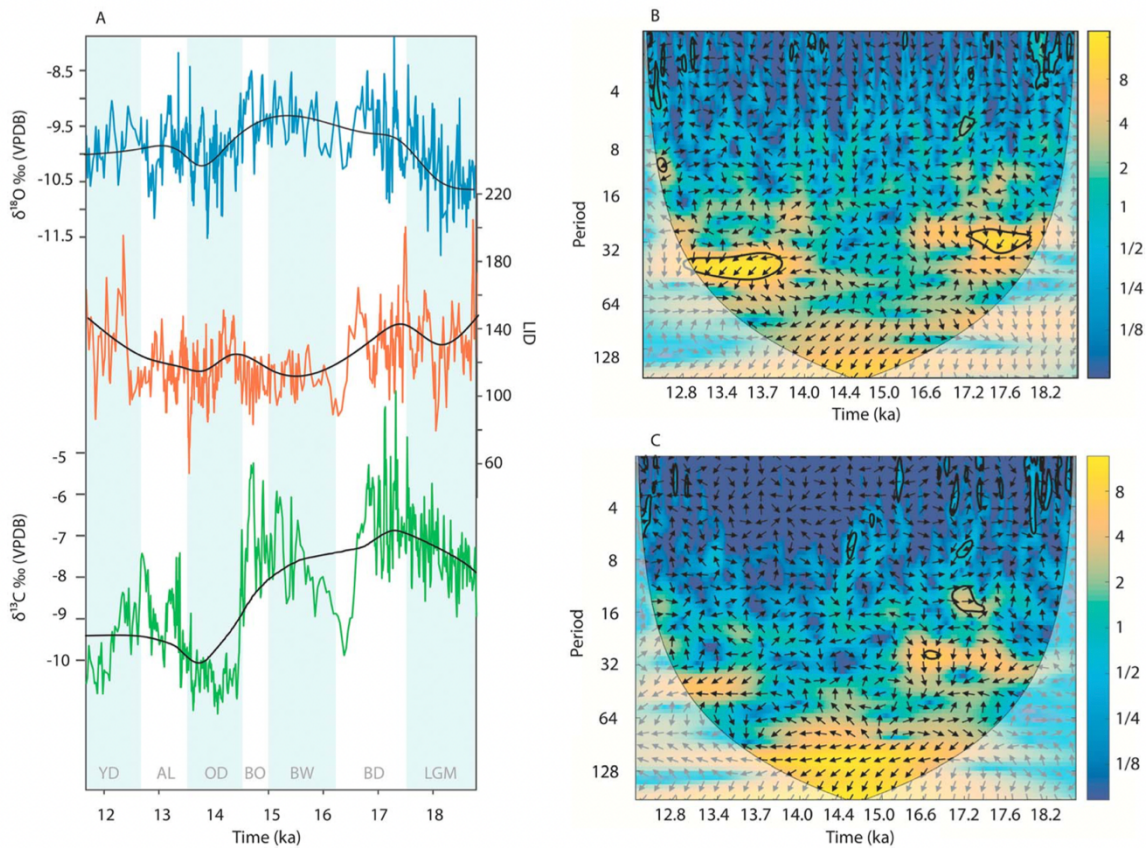 A
δ18O ‰ (VPDB)
-8.5
-9.5
-10.5
-11.5
220
180
140
100
60
LID
δ13C ‰ (VPDB)
-5
-6
-7
-8
-9
-10
YD AL OD BO BW BD LGM
12 13 14 15 16 17 18
Time (ka)
B
Period
4
8
16
32
64
128
12.8 13.4 13.7 14.0 14.4 15.0 16.6 17.2 17.6 18.2
Time (ka)
8
4
2
1
1/2
1/4
1/8
C
Period
4
8
16
32
64
128
12.8 13.4 13.7 14.0 14.4 15.0 16.6 17.2 17.6 18.2
Time (ka)
8
4
2
1
1/2
1/4
1/8